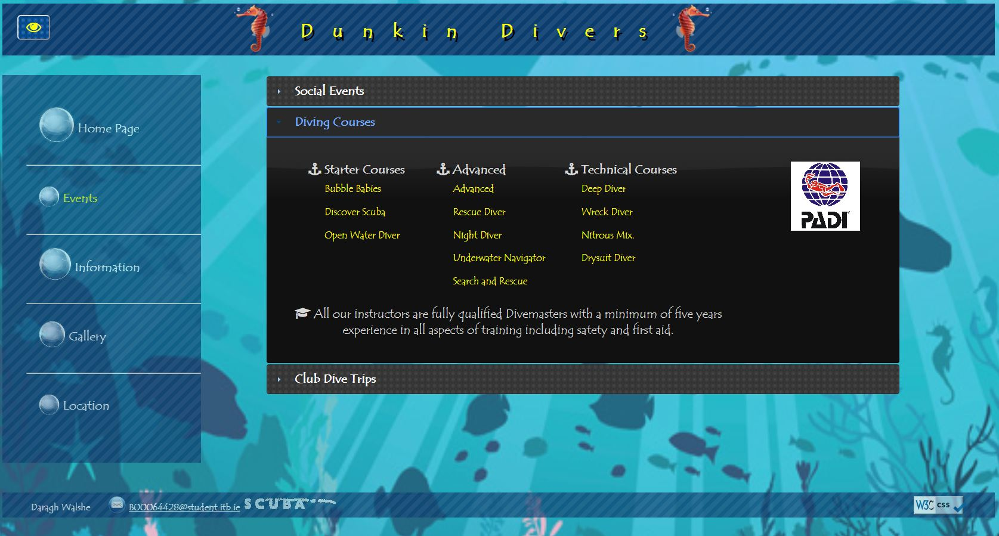 Dunkin Divers
Home Page
Events
Information
Gallery
Location
Social Events
Diving Courses
Starter Courses
Bubble Babies
Discover Scuba
Open Water Diver
Advanced
Advanced
Rescue Diver
Night Diver
Underwater Navigator
Search and Rescue
Technical Courses
Deep Diver
Wreck Diver
Nitrous Mix.
Drysuit Diver
PADI
All our instructors are fully qualified Divemasters with a minimum of five years
experience in all aspects of training including satety and first aid.
Club Dive Trips
Daragh Walshe
B00064428@student.itb.ie
SCUBA
W3C css